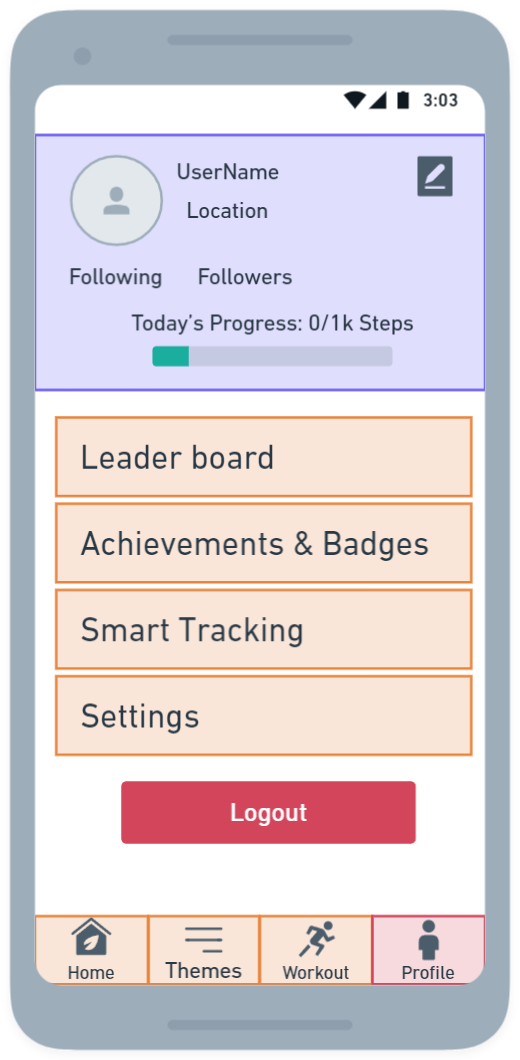 3:03
UserName
Location
Following Followers
Today's Progress: 0/1k Steps
Leader board
Achievements & Badges
Smart Tracking
Settings
Logout
Home Themes Workout Profile